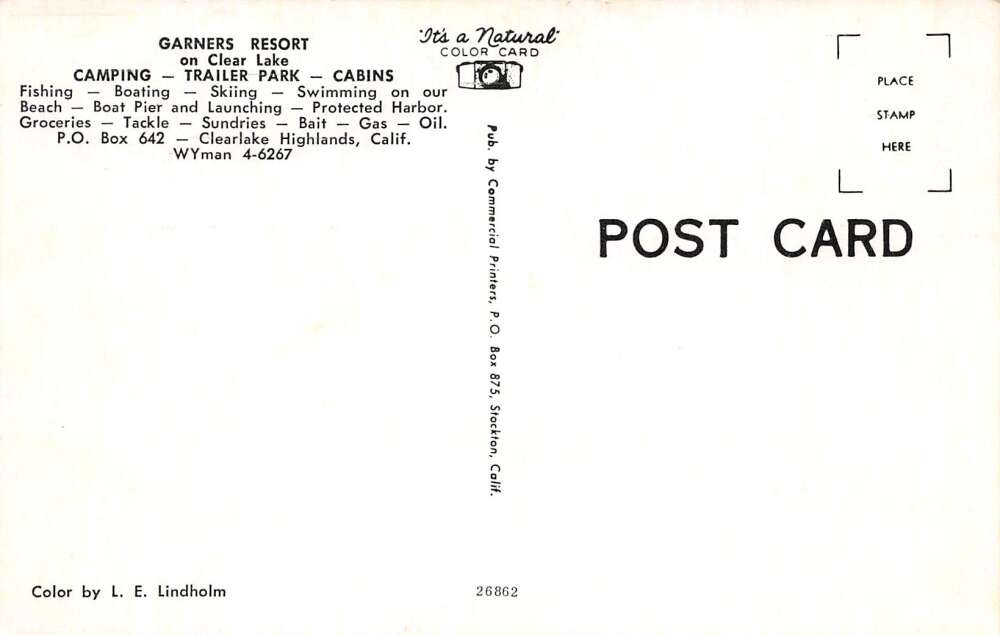 GARNERS RESORT
on Clear Lake
CAMPING — TRAILER PARK — CABINS
Fishing — Boating — Skiing — Swimming on our
Beach — Boat Pier and Launching — Protected Harbor.
Groceries — Tackle — Sundries — Bait — Gas — Oil.
P.O. Box 642 — Clearlake Highlands, Calif.
WYman 4-6267
It's a Natural
COLOR CARD
Pub. by Commercial Printers, P.O. Box 875, Stockton, Calif.
PLACE
STAMP
HERE
POST CARD
Color by L. E. Lindholm
26862